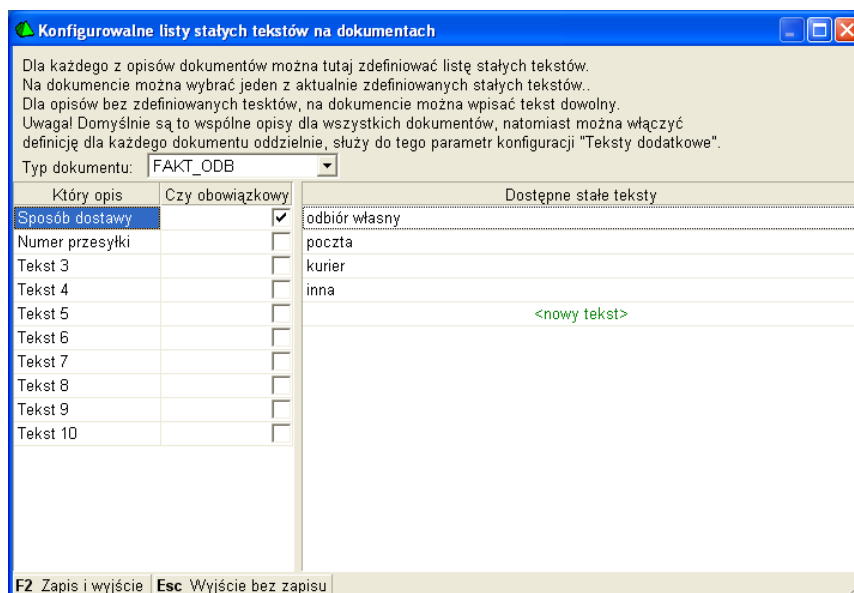 Konfigurowalne listy stałych tekstów na dokumentach
Dla każdego z opisów dokumentów można tutaj zdefiniować listę stałych tekstów.
Na dokumencie można wybrać jeden z aktualnie zdefiniowanych stałych tekstów..
Dla opisów bez zdefiniowanych tesktów, na dokumencie można wpisać tekst dowolny.
Uwaga! Domyślnie są to wspólne opisy dla wszystkich dokumentów, natomiast można włączyć
definicję dla każdego dokumentu oddzielnie, służy do tego parametr konfiguracji "Teksty dodatkowe".
Typ dokumentu: FAKT_ODB
Który opis Czy obowiązkowy Dostępne stałe teksty
Sposób dostawy odbiór własny
Numer przesyłki poczta
Tekst 3 kurier
Tekst 4 inna
Tekst 5 <nowy tekst>
Tekst 6
Tekst 7
Tekst 8
Tekst 9
Tekst 10
F2 Zapis i wyjście Esc Wyjście bez zapisu